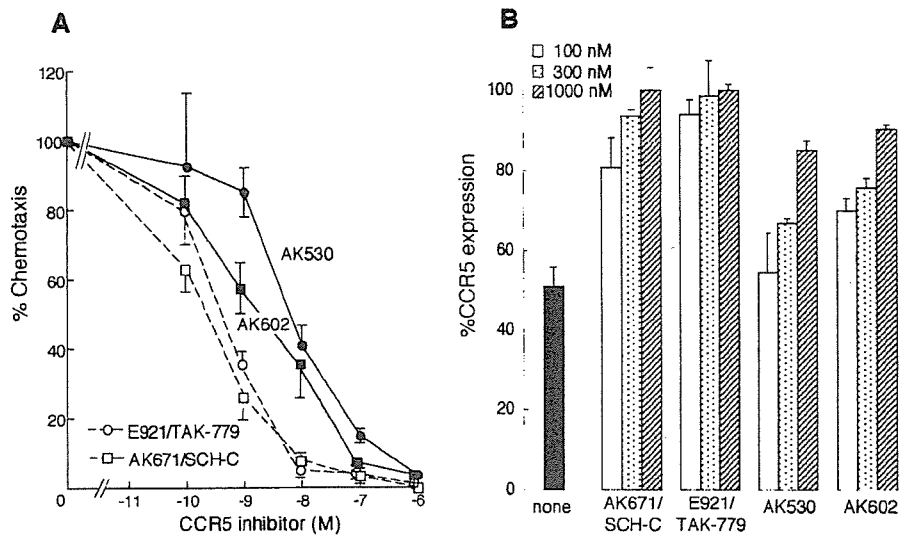 A
120
100
80
60
40
20
% Chemotaxis
AK530
AK602
E921/TAK-779
AK671/SCH-C
0
-11
-10
-9
-8
-7
-6
CCR5 inhibitor (M)
B
100 nM
300 nM
1000 nM
100
80
60
40
20
0
%CCR5 expression
none
AK671/
SCH-C
E921/
TAK-779
AK530
AK602